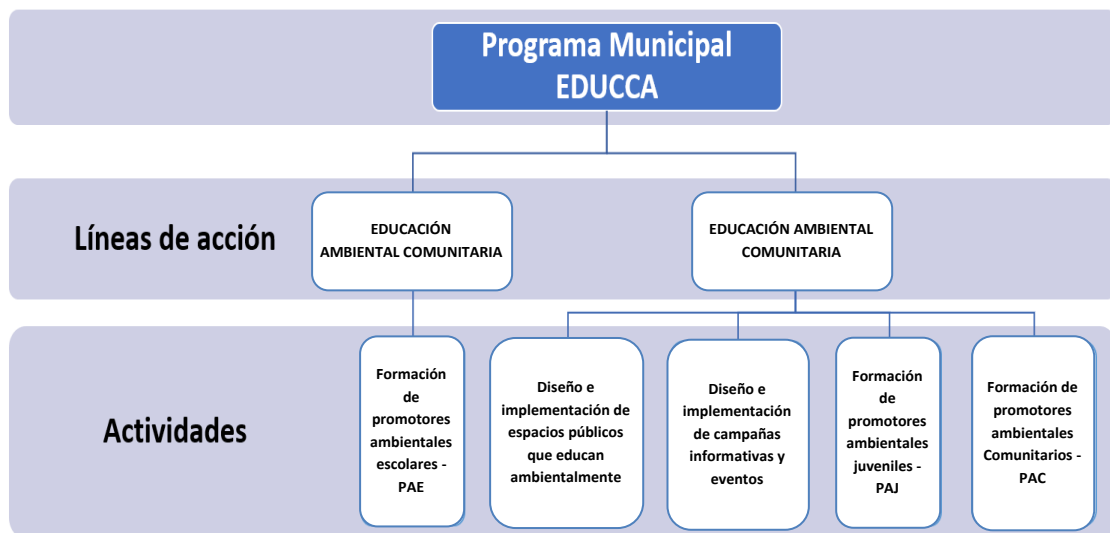 Programa Municipal
EDUCCA
Líneas de acción
EDUCACIÓN
AMBIENTAL COMUNITARIA
EDUCACIÓN AMBIENTAL
COMUNITARIA
Actividades
Formación
de
promotores
ambientales
escolares -
PAE
Diseño e
implementación de
espacios públicos
que educan
ambientalmente
Diseño e
implementación
de campañas
informativas y
eventos
Formación
de
promotores
ambientales
juveniles -
PAJ
Formación de
promotores
ambientales
Comunitarios -
PAC